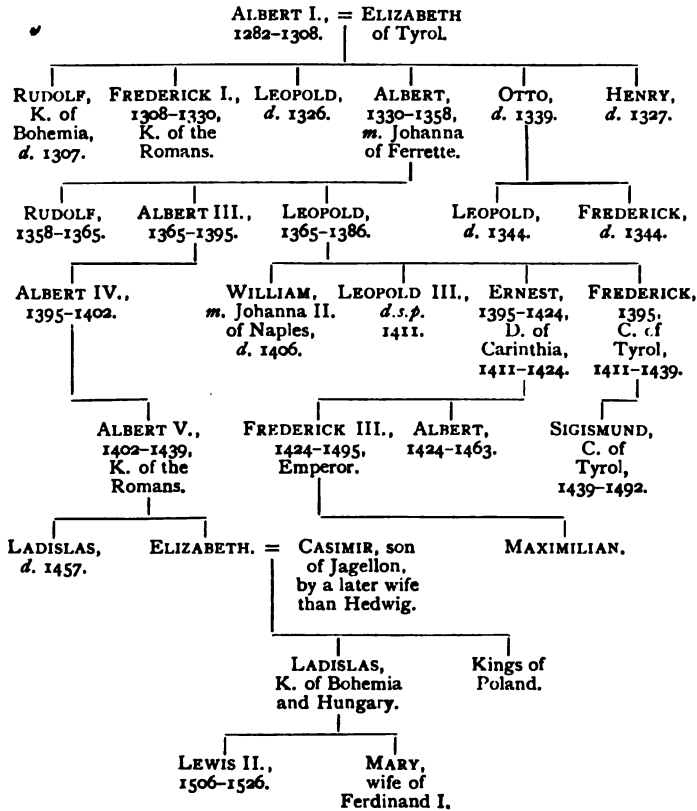 ALBERT I., = ELIZABETH
1282–1308. of Tyrol.
RUDOLF,
K. of
Bohemia,
d. 1307.
FREDERICK I.,
1308–1330,
K. of the
Romans.
LEOPOLD,
d. 1326.
ALBERT,
1330–1358,
m. Johanna
of Ferrette.
OTTO,
d. 1339.
HENRY,
d. 1327.
RUDOLF,
1358–1365.
ALBERT III.,
1365–1395.
LEOPOLD,
1365–1386.
LEOPOLD,
d. 1344.
FREDERICK,
d. 1344.
ALBERT IV.,
1395–1402.
WILLIAM,
m. Johanna II.
of Naples,
d. 1406.
LEOPOLD III.,
d.s.p.
1411.
ERNEST,
1395–1424,
D. of
Carinthia,
1411–1424.
FREDERICK,
1395,
C. of
Tyrol,
1411–1439.
ALBERT V.,
1402–1439,
K. of the
Romans.
FREDERICK III.,
1424–1495,
Emperor.
ALBERT,
1424–1463.
SIGISMUND,
C. of
Tyrol,
1439–1492.
LADISLAS,
d. 1457.
ELIZABETH. = CASIMIR, son
of Jagellon,
by a later wife
than Hedwig.
MAXIMILIAN.
LADISLAS,
K. of Bohemia
and Hungary.
Kings of
Poland.
LEWIS II.,
1506–1526.
MARY,
wife of
Ferdinand I.